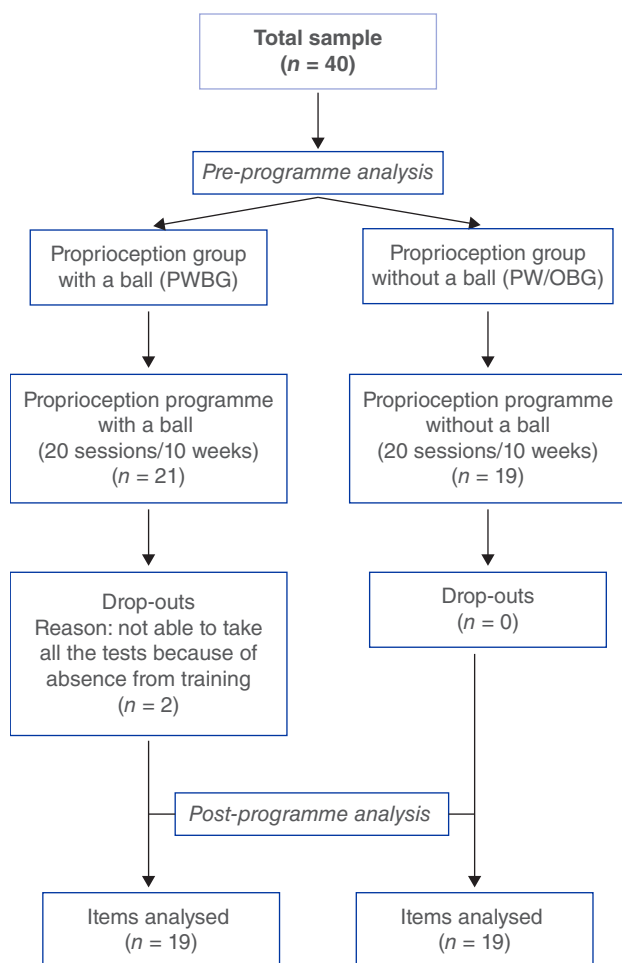 Total sample
(n = 40)
Pre-programme analysis
Proprioception group
with a ball (PWBG)
Proprioception group
without a ball (PW/OBG)
Proprioception programme
with a ball
(20 sessions/10 weeks)
(n = 21)
Proprioception programme
without a ball
(20 sessions/10 weeks)
(n = 19)
Drop-outs
Reason: not able to take
all the tests because of
absence from training
(n = 2)
Drop-outs
(n = 0)
Post-programme analysis
Items analysed
(n = 19)
Items analysed
(n = 19)